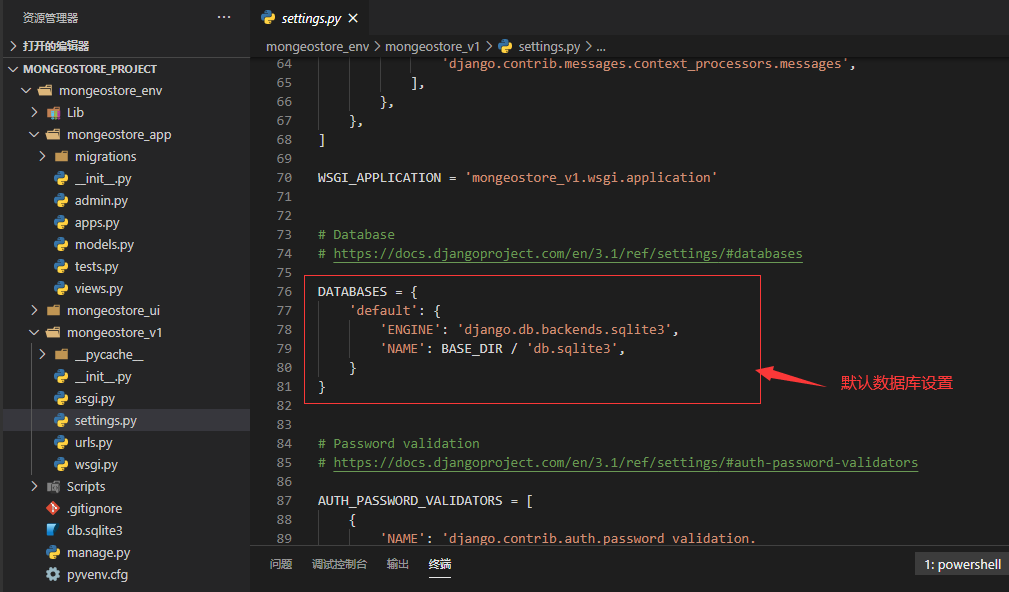 资源管理器
···
打开的编辑器
MONGEOSTORE_PROJECT
mongeostore_env
Lib
mongeostore_app
migrations
__init__.py
admin.py
apps.py
models.py
tests.py
views.py
mongeostore_ui
mongeostore_v1
__pycache__
__init__.py
asgi.py
settings.py
urls.py
wsgi.py
Scripts
.gitignore
db.sqlite3
manage.py
pyvenv.cfg
settings.py
mongeostore_env > mongeostore_v1 > settings.py > ...
64 'django.contrib.messages.context_processors.messages',
65 ],
66 },
67 },
68 ]
69
70 WSGI_APPLICATION = 'mongeostore_v1.wsgi.application'
71
72
73 # Database
74 # https://docs.djangoproject.com/en/3.1/ref/settings/#databases
75
76 DATABASES = {
77 'default': {
78 'ENGINE': 'django.db.backends.sqlite3',
79 'NAME': BASE_DIR / 'db.sqlite3',
80 }
81 }
默认数据库设置
82
83
84 # Password validation
85 # https://docs.djangoproject.com/en/3.1/ref/settings/#auth-password-validators
86
87 AUTH_PASSWORD_VALIDATORS = [
88 {
89 'NAME': 'django.contrib.auth.password_validation.
问题 调试控制台 输出 终端 1: powershell